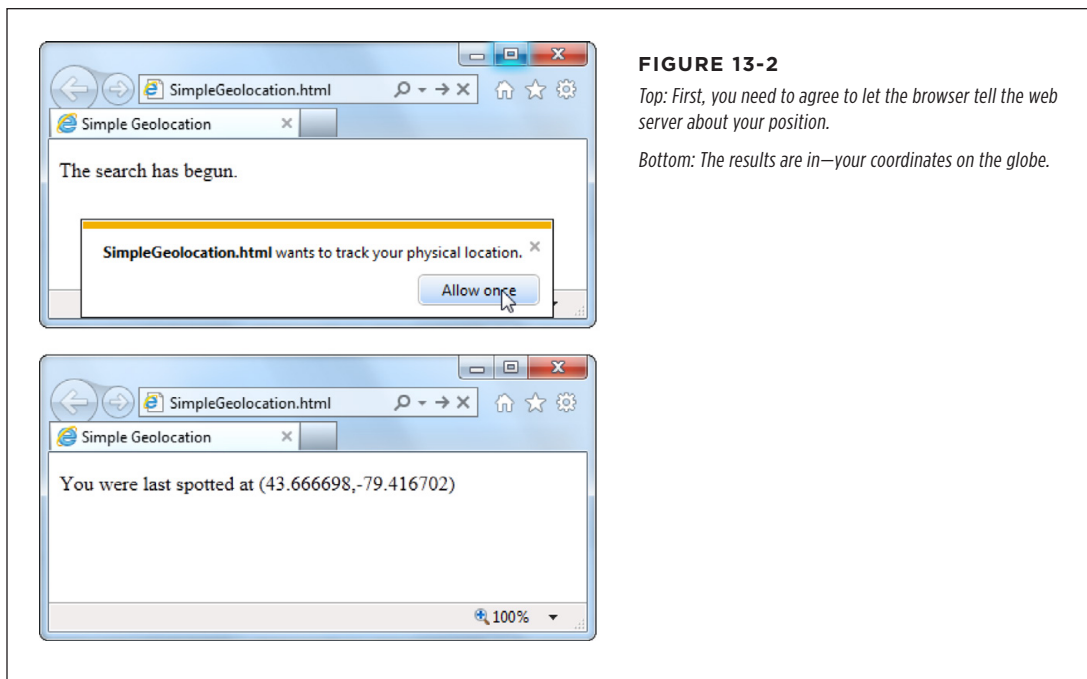 SimpleGeolocation.html
Simple Geolocation
The search has begun.
SimpleGeolocation.html wants to track your physical location.
Allow once
SimpleGeolocation.html
Simple Geolocation
You were last spotted at (43.666698,-79.416702)
100%
FIGURE 13-2
Top: First, you need to agree to let the browser tell the web
server about your position.
Bottom: The results are in—your coordinates on the globe.